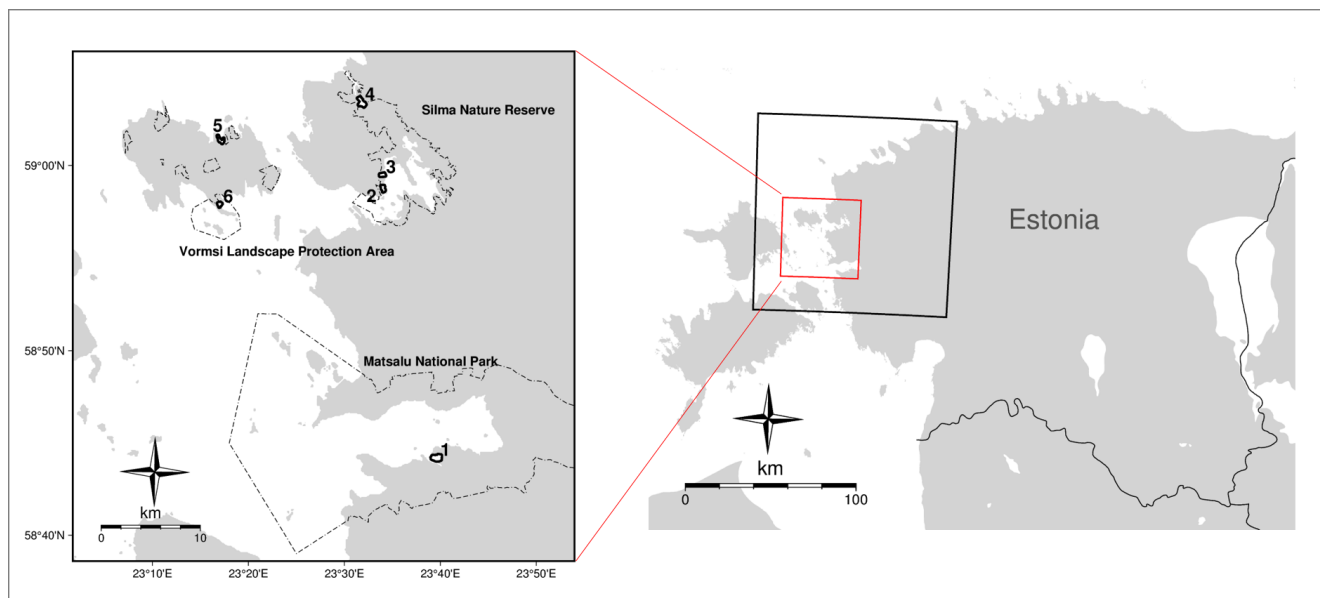 4
Silma Nature Reserve
5
59°00'N
3
2
6
Vormsi Landscape Protection Area
58°50'N
Matsalu National Park
1
km
0
10
58°40'N
23°10'E
23°20'E
23°30'E
23°40'E
23°50'E
Estonia
km
0
100